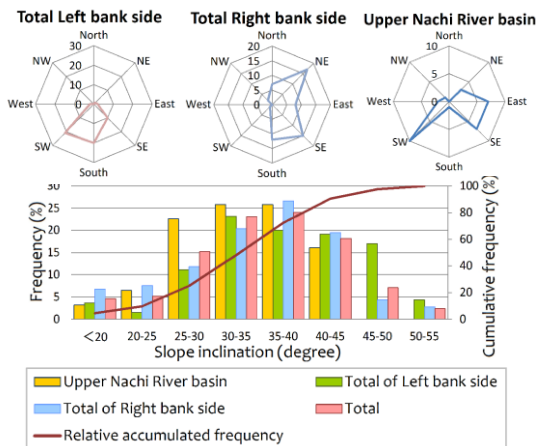 Total Left bank side
Total Right bank side
Upper Nachi River basin
North
30
20
10
0
NW
NE
West
East
SW
SE
South
North
20
15
10
5
0
NW
NE
West
East
SW
SE
South
North
10
5
0
NW
NE
West
East
SW
SE
South
Frequency (%)
30
25
20
15
10
5
0
Cumulative frequency (%)
100
80
60
40
20
0
<20 20-25 25-30 30-35 35-40 40-45 45-50 50-55
Slope inclination (degree)
Upper Nachi River basin
Total of Left bank side
Total of Right bank side
Total
Relative accumulated frequency